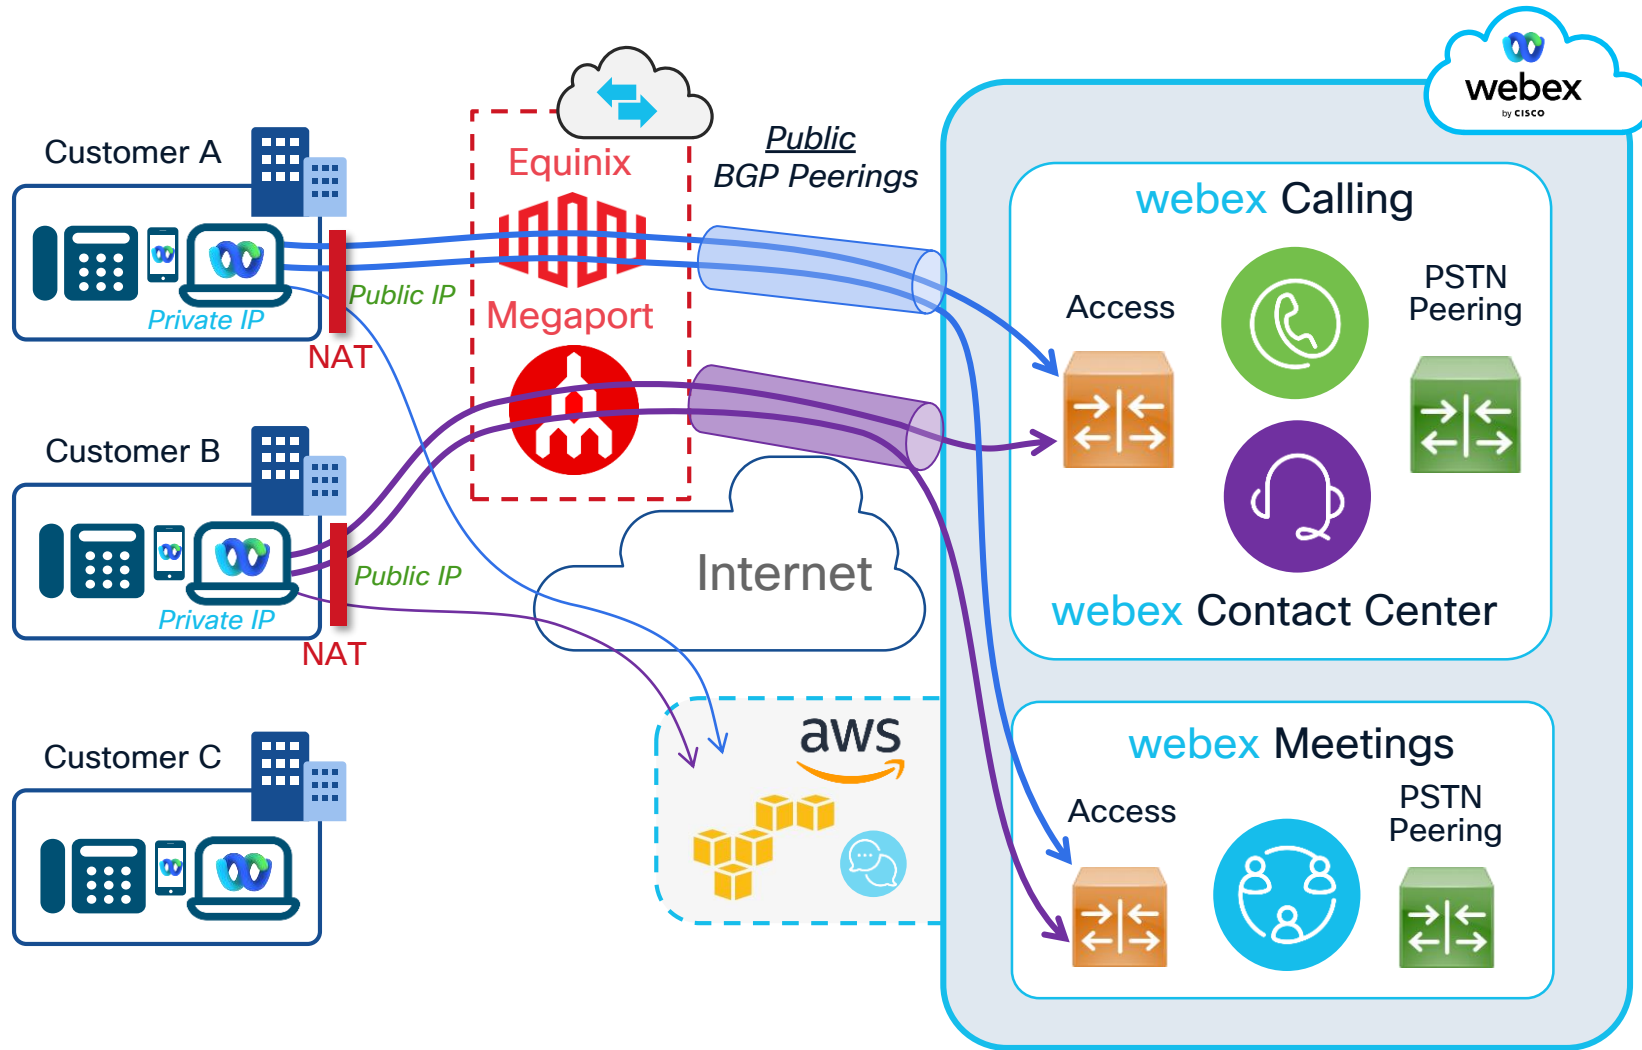 webex
by CISCO
Customer A
Private IP
Public IP
NAT
Equinix
Megaport
Public
BGP Peerings
webex Calling
Access
PSTN
Peering
webex Contact Center
Customer B
Private IP
Public IP
NAT
Internet
Customer C
aws
webex Meetings
Access
PSTN
Peering